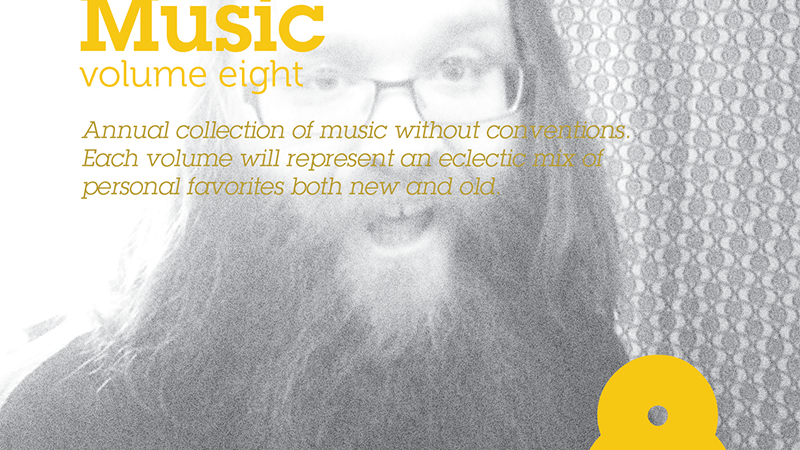 Music
volume eight
Annual collection of music without conventions.
Each volume will represent an eclectic mix of
personal favorites both new and old.
8